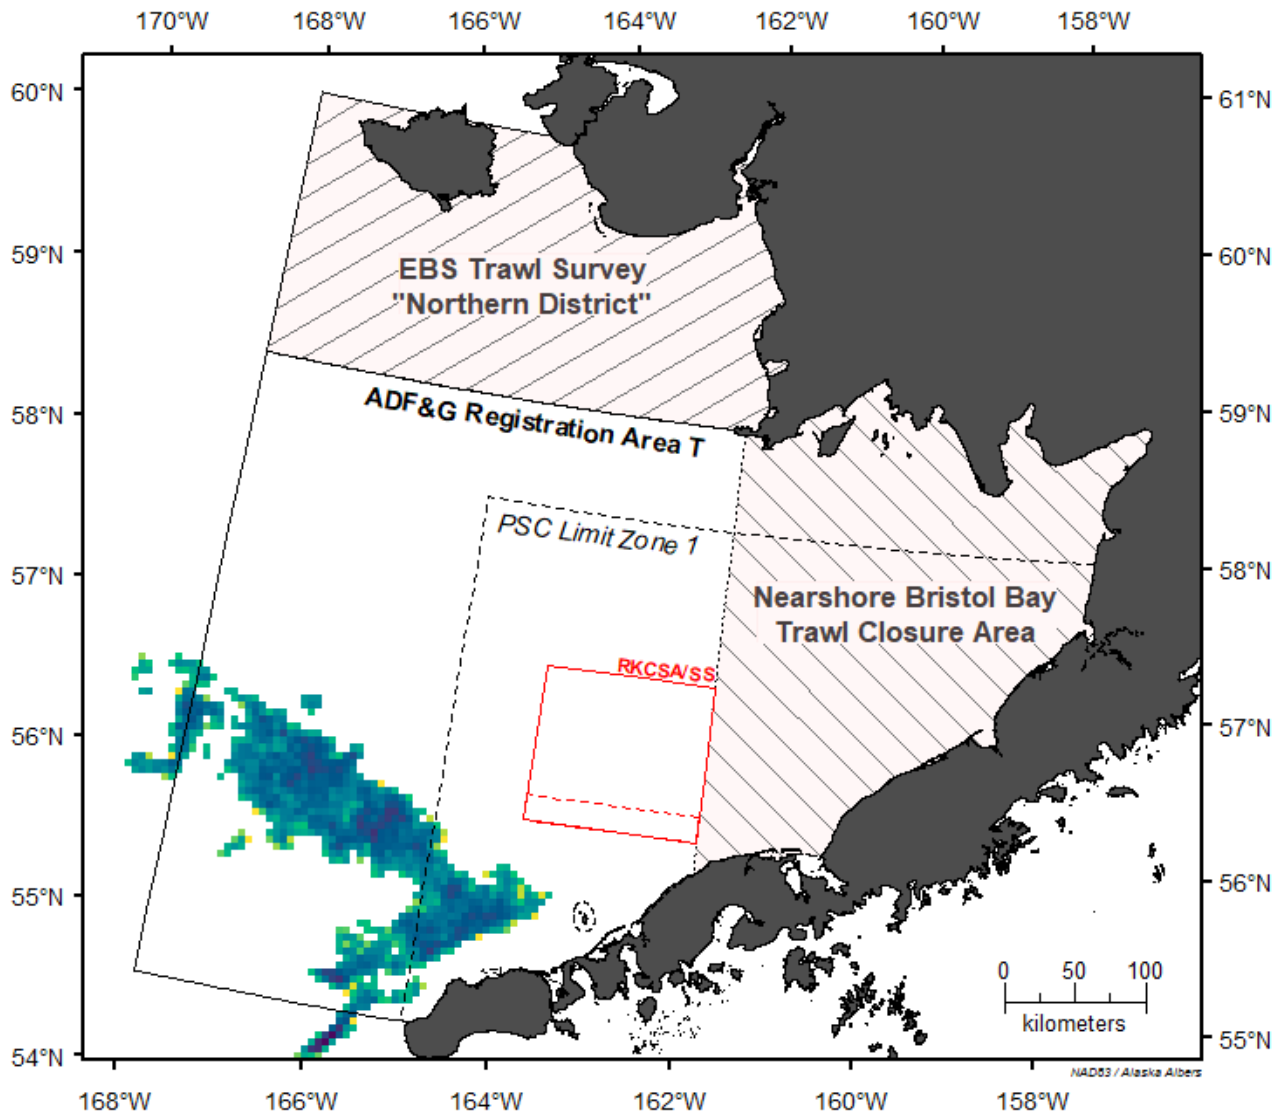 170°W 168°W 166°W 164°W 162°W 160°W 158°W
60°N
61°N
59°N
60°N
EBS Trawl Survey
"Northern District"
58°N
59°N
ADF&G Registration Area T
PSC Limit Zone 1
57°N
58°N
Nearshore Bristol Bay
Trawl Closure Area
RKCSA/SS
56°N
57°N
55°N
56°N
0 50 100
kilometers
54°N
55°N
NAD83 / Alaska Albers
168°W 166°W 164°W 162°W 160°W 158°W